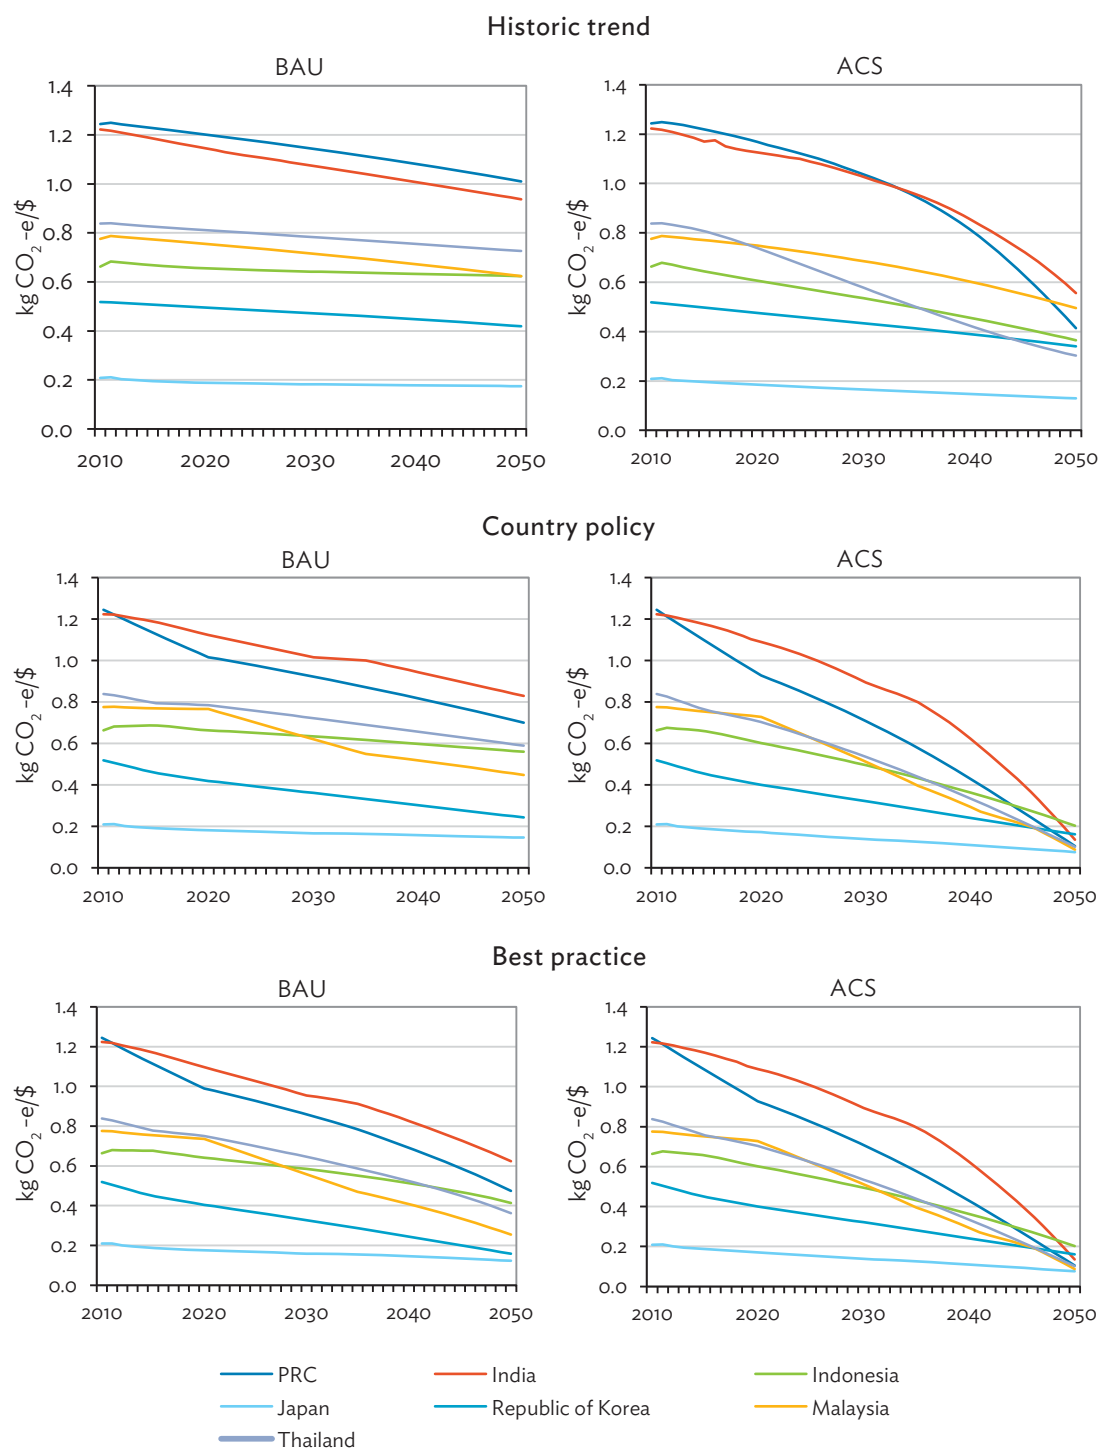 Historic trend
BAU
ACS
kg CO2 -e/$
1.4
1.2
1.0
0.8
0.6
0.4
0.2
0.0
2010 2020 2030 2040 2050
kg CO2 -e/$
1.4
1.2
1.0
0.8
0.6
0.4
0.2
0.0
2010 2020 2030 2040 2050
Country policy
BAU
ACS
kg CO2 -e/$
1.4
1.2
1.0
0.8
0.6
0.4
0.2
0.0
2010 2020 2030 2040 2050
kg CO2 -e/$
1.4
1.2
1.0
0.8
0.6
0.4
0.2
0.0
2010 2020 2030 2040 2050
Best practice
BAU
ACS
kg CO2 -e/$
1.4
1.2
1.0
0.8
0.6
0.4
0.2
0.0
2010 2020 2030 2040 2050
kg CO2 -e/$
1.4
1.2
1.0
0.8
0.6
0.4
0.2
0.0
2010 2020 2030 2040 2050
PRC India Indonesia
Japan Republic of Korea Malaysia
Thailand